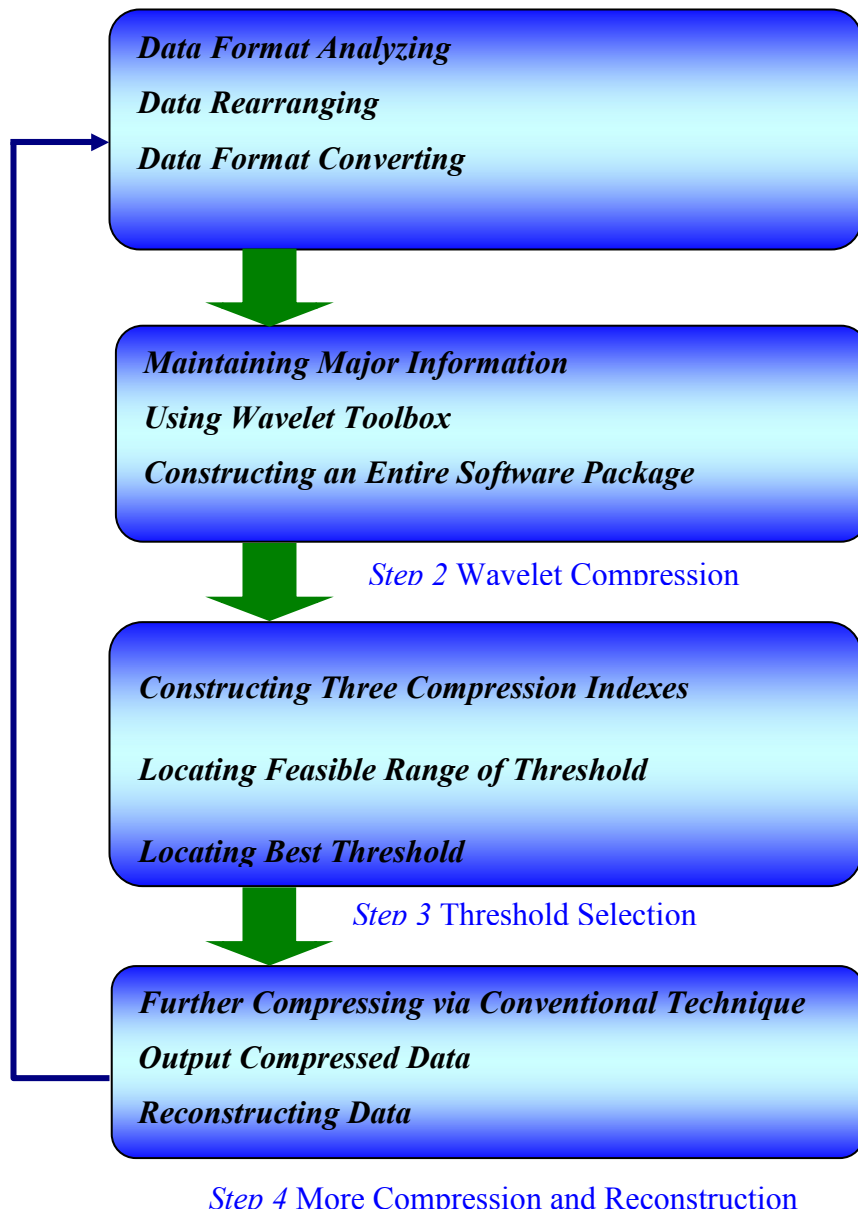 Data Format Analyzing
Data Rearranging
Data Format Converting
Maintaining Major Information
Using Wavelet Toolbox
Constructing an Entire Software Package
Step 2 Wavelet Compression
Constructing Three Compression Indexes
Locating Feasible Range of Threshold
Locating Best Threshold
Step 3 Threshold Selection
Further Compressing via Conventional Technique
Output Compressed Data
Reconstructing Data
Step 4 More Compression and Reconstruction